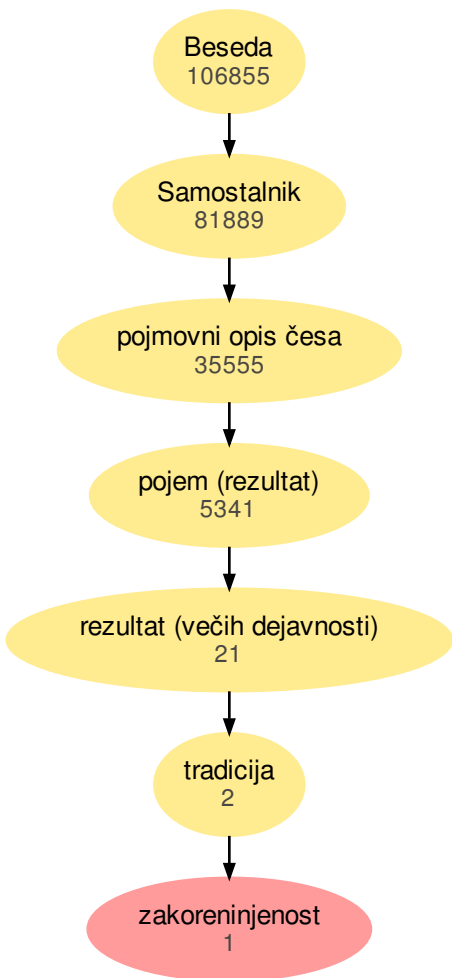 Beseda
106855
Samostalnik
81889
pojmovni opis česa
35555
pojem (rezultat)
5341
rezultat (večih dejavnosti)
21
tradicija
2
zakoreninjenost
1